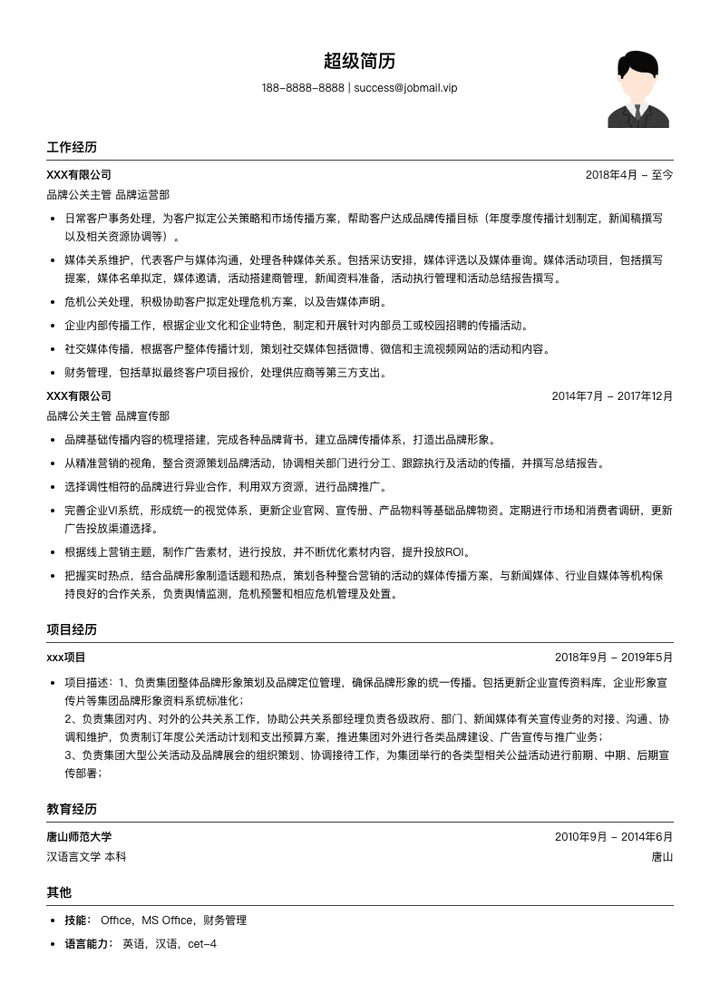 超级简历
188-8888-8888 | success@jobmail.vip
工作经历
XXX有限公司 2018年4月 - 至今
品牌公关主管 品牌运营部
• 日常客户事务处理，为客户拟定公关策略和市场传播方案，帮助客户达成品牌传播目标（年度季度传播计划制定，新闻稿撰写
以及相关资源协调等）。
• 媒体关系维护，代表客户与媒体沟通，处理各种媒体关系。包括采访安排，媒体评选以及媒体垂询。媒体活动项目，包括撰写
提案，媒体名单拟定，媒体邀请，活动搭建商管理，新闻资料准备，活动执行管理和活动总结报告撰写。
• 危机公关处理，积极协助客户拟定处理危机方案，以及告媒体声明。
• 企业内部传播工作，根据企业文化和企业特色，制定和开展针对内部员工或校园招聘的传播活动。
• 社交媒体传播，根据客户整体传播计划，策划社交媒体包括微博、微信和主流视频网站的活动和内容。
• 财务管理，包括草拟最终客户项目报价，处理供应商等第三方支出。
XXX有限公司 2014年7月 - 2017年12月
品牌公关主管 品牌宣传部
• 品牌基础传播内容的梳理搭建，完成各种品牌背书，建立品牌传播体系，打造出品牌形象。
• 从精准营销的视角，整合资源策划品牌活动，协调相关部门进行分工、跟踪执行及活动的传播，并撰写总结报告。
• 选择调性相符的品牌进行异业合作，利用双方资源，进行品牌推广。
• 完善企业VI系统，形成统一的视觉体系，更新企业官网、宣传册、产品物料等基础品牌物资。定期进行市场和消费者调研，更新
广告投放渠道选择。
• 根据线上营销主题，制作广告素材，进行投放，并不断优化素材内容，提升投放ROI。
• 把握实时热点，结合品牌形象制造话题和热点，策划各种整合营销的活动的媒体传播方案，与新闻媒体、行业自媒体等机构保
持良好的合作关系，负责舆情监测，危机预警和相应危机管理及处置。
项目经历
xxx项目 2018年9月 - 2019年5月
• 项目描述：1、负责集团整体品牌形象策划及品牌定位管理，确保品牌形象的统一传播。包括更新企业宣传资料库，企业形象宣
传片等集团品牌形象资料系统标准化；
2、负责集团对内、对外的公共关系工作，协助公共关系部经理负责各级政府、部门、新闻媒体有关宣传业务的对接、沟通、协
调和维护，负责制订年度公关活动计划和支出预算方案，推进集团对外进行各类品牌建设、广告宣传与推广业务；
3、负责集团大型公关活动及品牌展会的组织策划、协调接待工作，为集团举行的各类型相关公益活动进行前期、中期、后期宣
传部署；
教育经历
唐山师范大学 2010年9月 - 2014年6月
汉语言文学 本科 唐山
其他
• 技能： Office，MS Office，财务管理
• 语言能力： 英语，汉语，cet-4